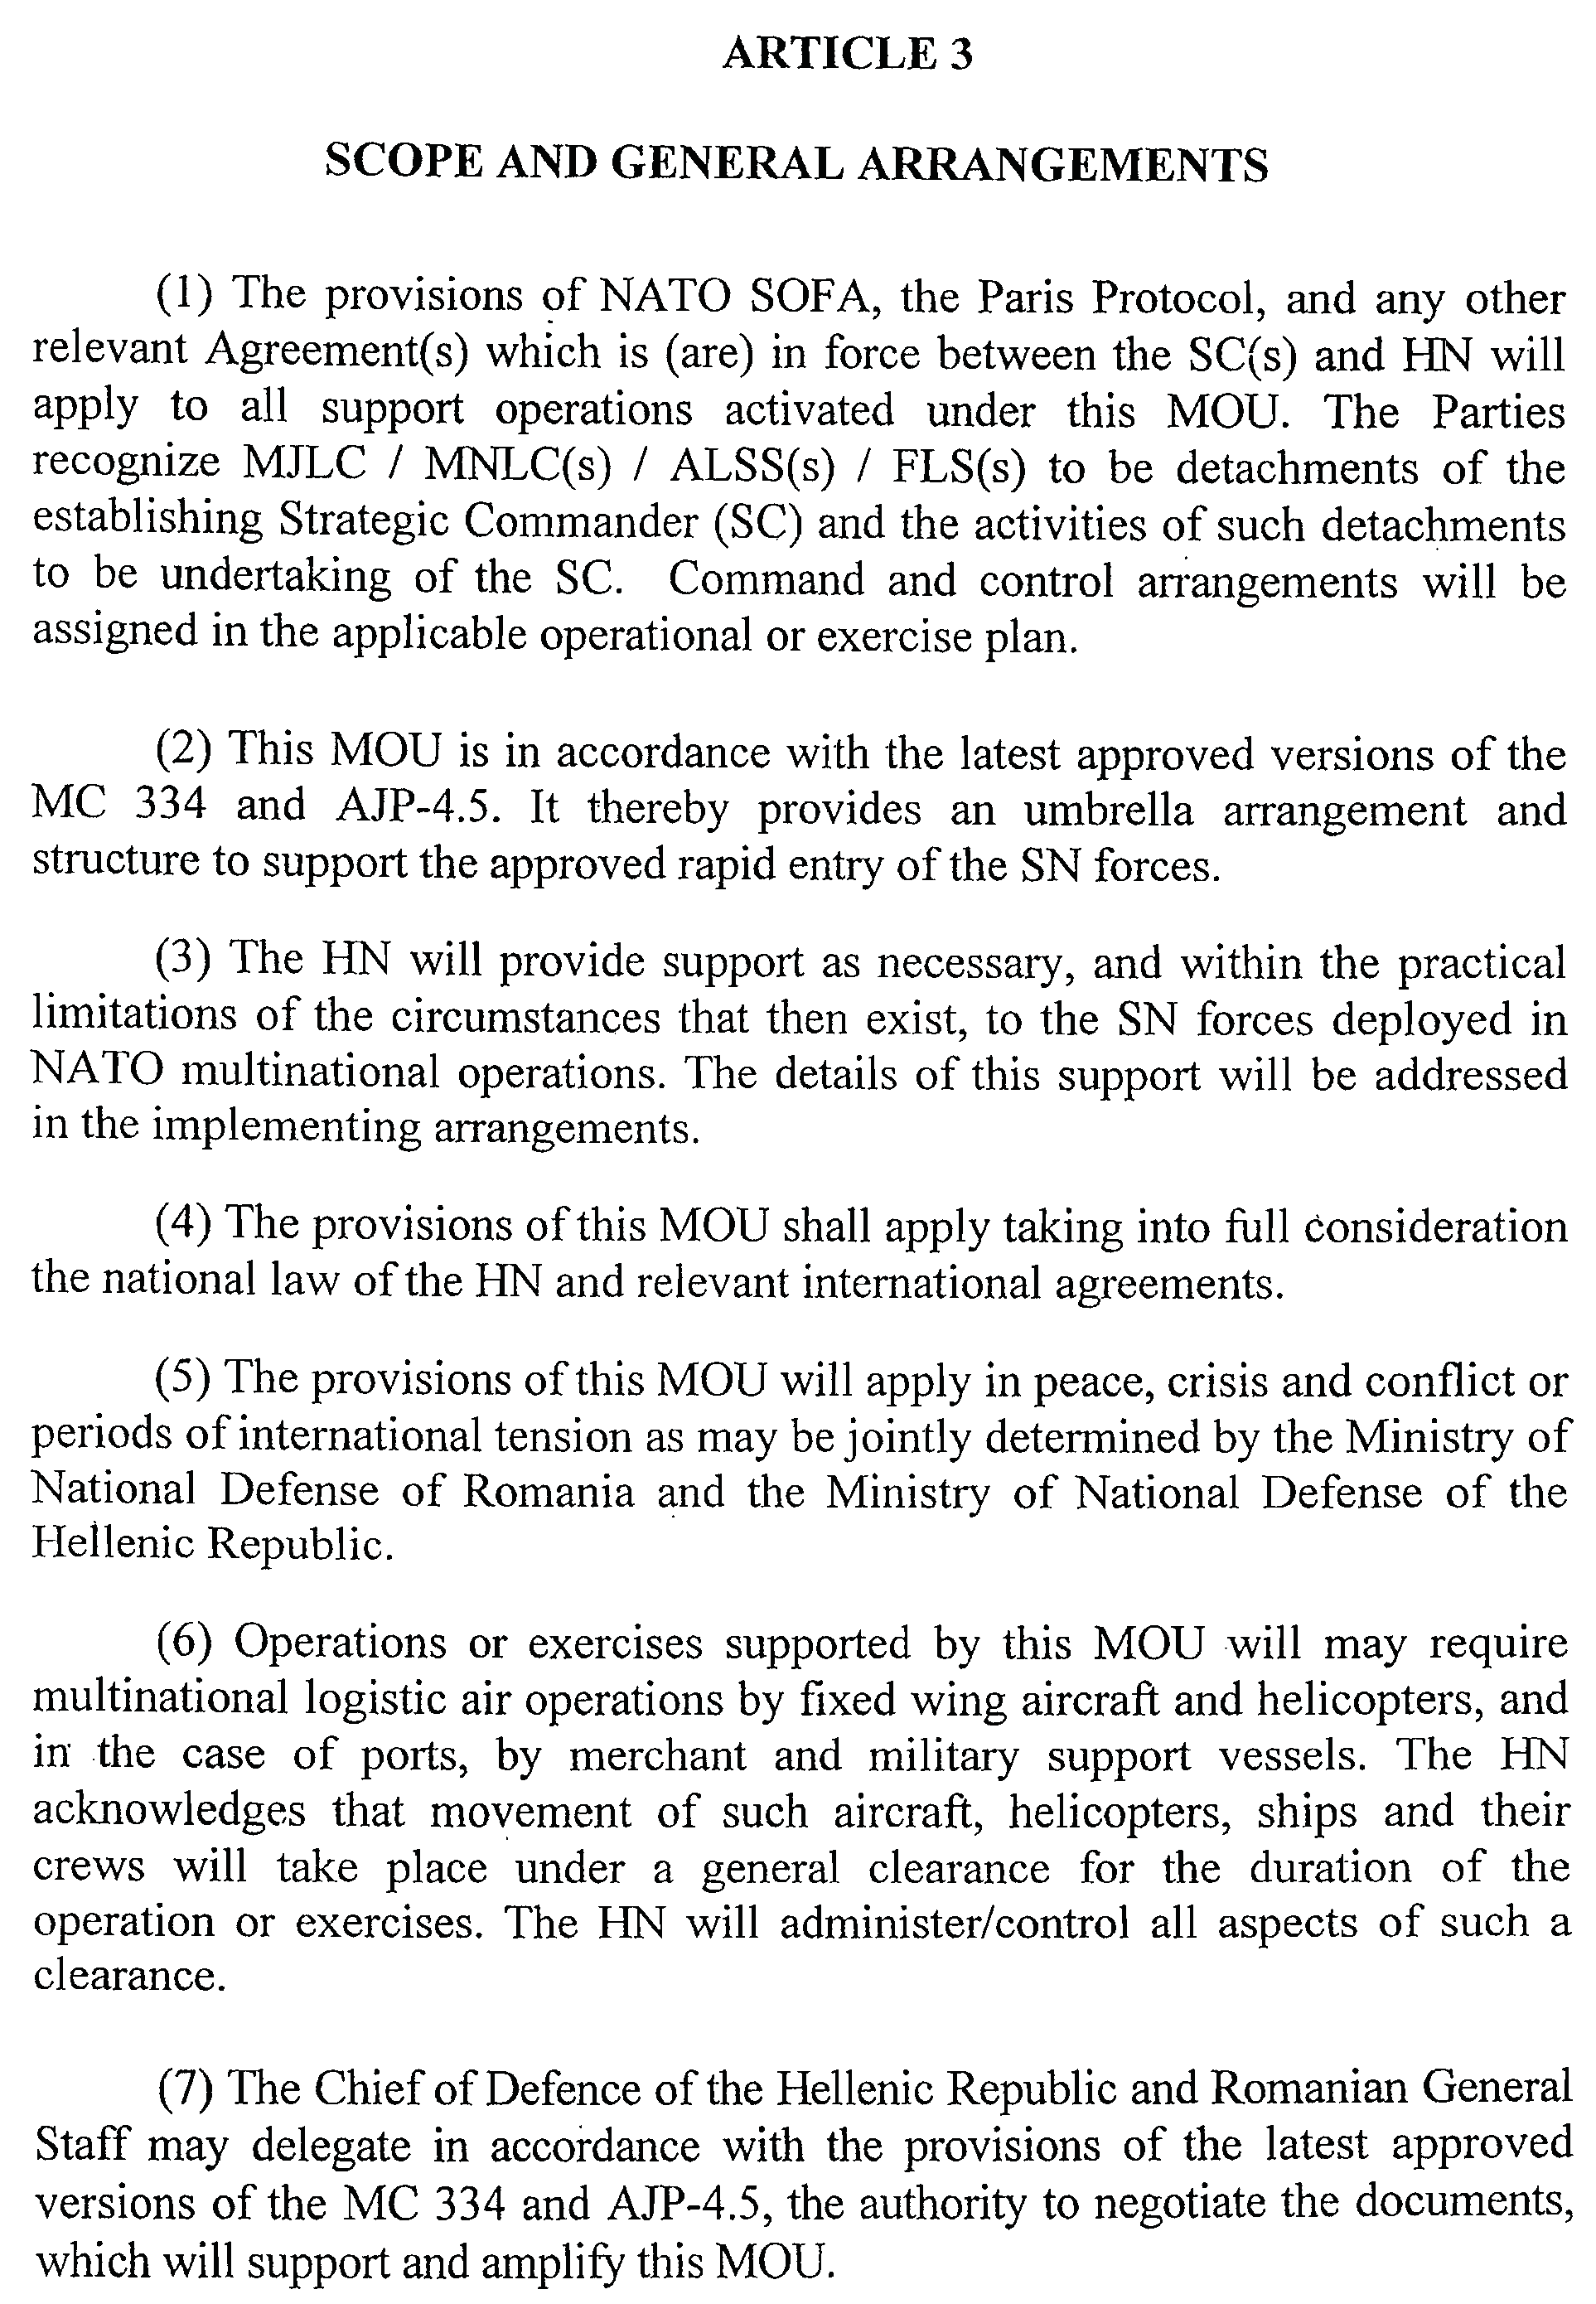 ARTICLE 3
SCOPE AND GENERAL ARRANGEMENTS
(1) The provisions of NATO SOFA, the Paris Protocol, and any other
relevant Agreement(s) which is (are) in force between the SC(s) and HN will
apply to all support operations activated under this MOU. The Parties
recognize MJLC / MNLC(s) / ALSS(s) / FLS(s) to be detachments of the
establishing Strategic Commander (SC) and the activities of such detachments
to be undertaking of the SC. Command and control arrangements will be
assigned in the applicable operational or exercise plan.
(2) This MOU is in accordance with the latest approved versions of the
MC 334 and AJP-4.5. It thereby provides an umbrella arrangement and
structure to support the approved rapid entry of the SN forces.
(3) The HN will provide support as necessary, and within the practical
limitations of the circumstances that then exist, to the SN forces deployed in
NATO multinational operations. The details of this support will be addressed
in the implementing arrangements.
(4) The provisions of this MOU shall apply taking into full consideration
the national law of the HN and relevant international agreements.
(5) The provisions of this MOU will apply in peace, crisis and conflict or
periods of international tension as may be jointly determined by the Ministry of
National Defense of Romania and the Ministry of National Defense of the
Hellenic Republic.
(6) Operations or exercises supported by this MOU will may require
multinational logistic air operations by fixed wing aircraft and helicopters, and
in the case of ports, by merchant and military support vessels. The HN
acknowledges that movement of such aircraft, helicopters, ships and their
crews will take place under a general clearance for the duration of the
operation or exercises. The HN will administer/control all aspects of such a
clearance.
(7) The Chief of Defence of the Hellenic Republic and Romanian General
Staff may delegate in accordance with the provisions of the latest approved
versions of the MC 334 and AJP-4.5, the authority to negotiate the documents,
which will support and amplify this MOU.